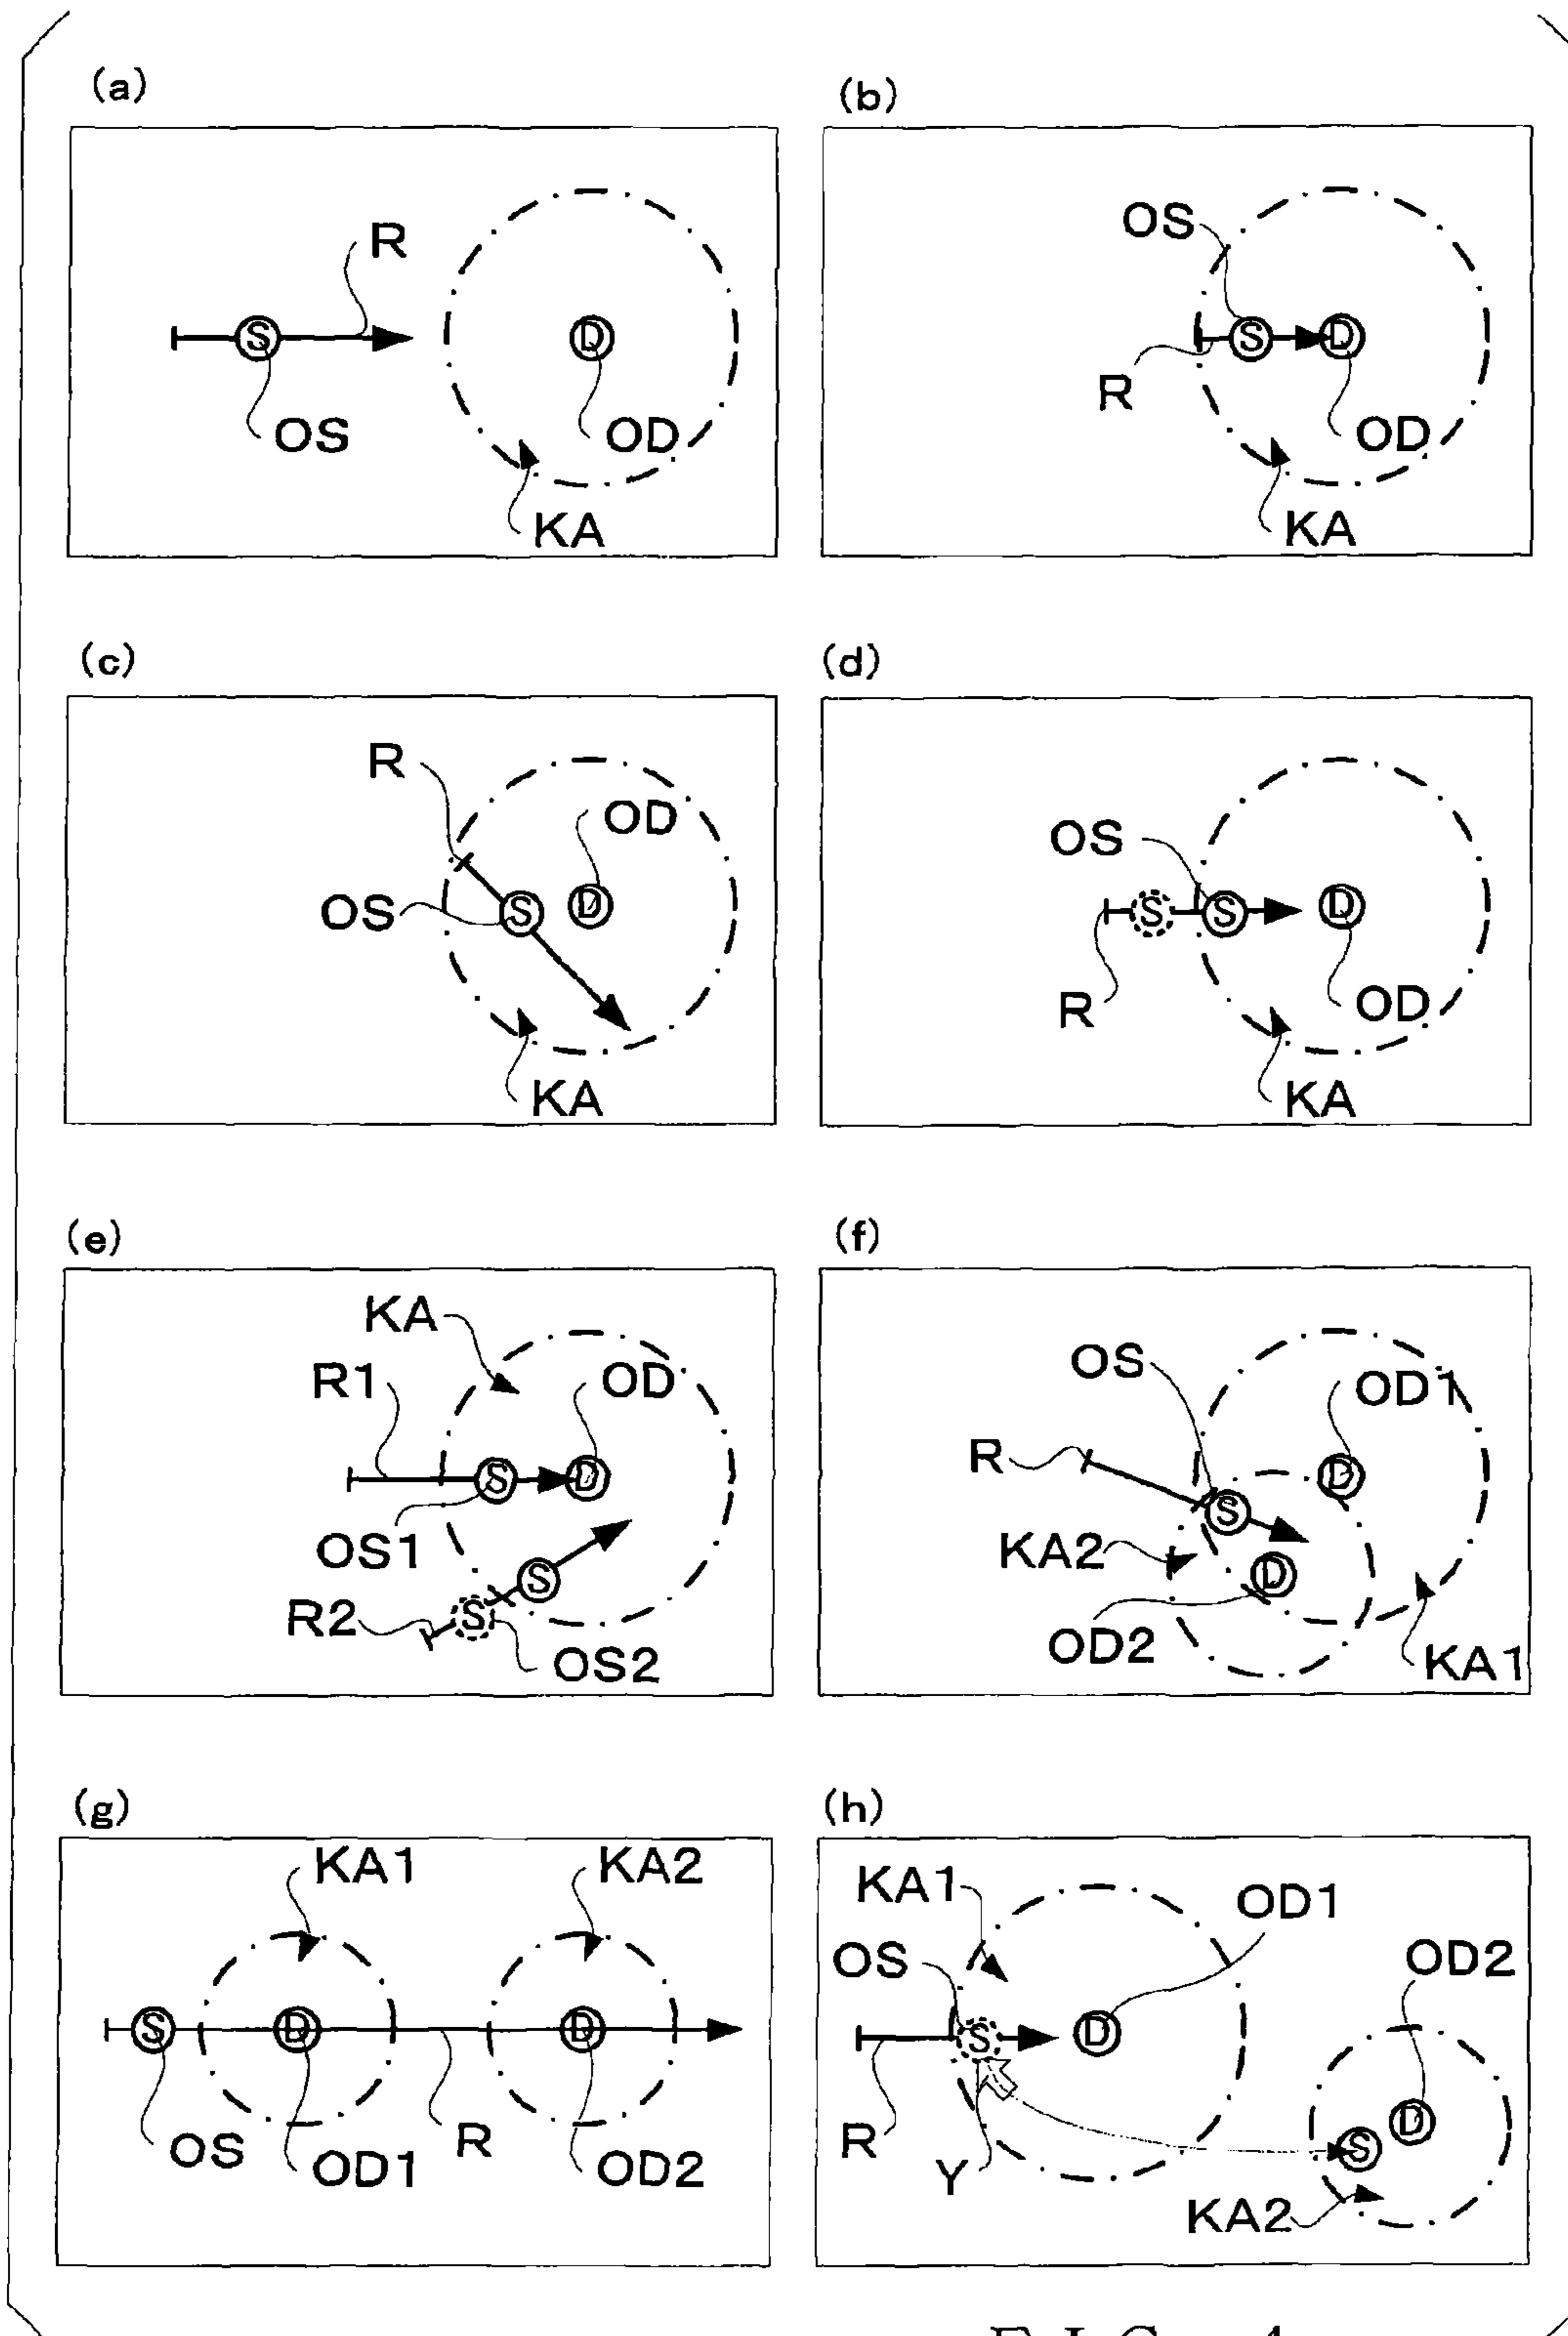 (a)
R
S
D
OS
OD
KA
(b)
OS
S
D
R
OD
KA
(c)
R
OD
OS
S
D
KA
(d)
OS
S
S
D
R
OD
KA
(e)
KA
R1
OD
S
D
OS1
S
R2
S
OS2
(f)
OS
OD1
R
D
S
KA2
D
OD2
KA1
(g)
KA1
KA2
S
D
D
OS
OD1
R
OD2
(h)
KA1
OD1
OS
OD2
S
D
D
R
S
Y
KA2